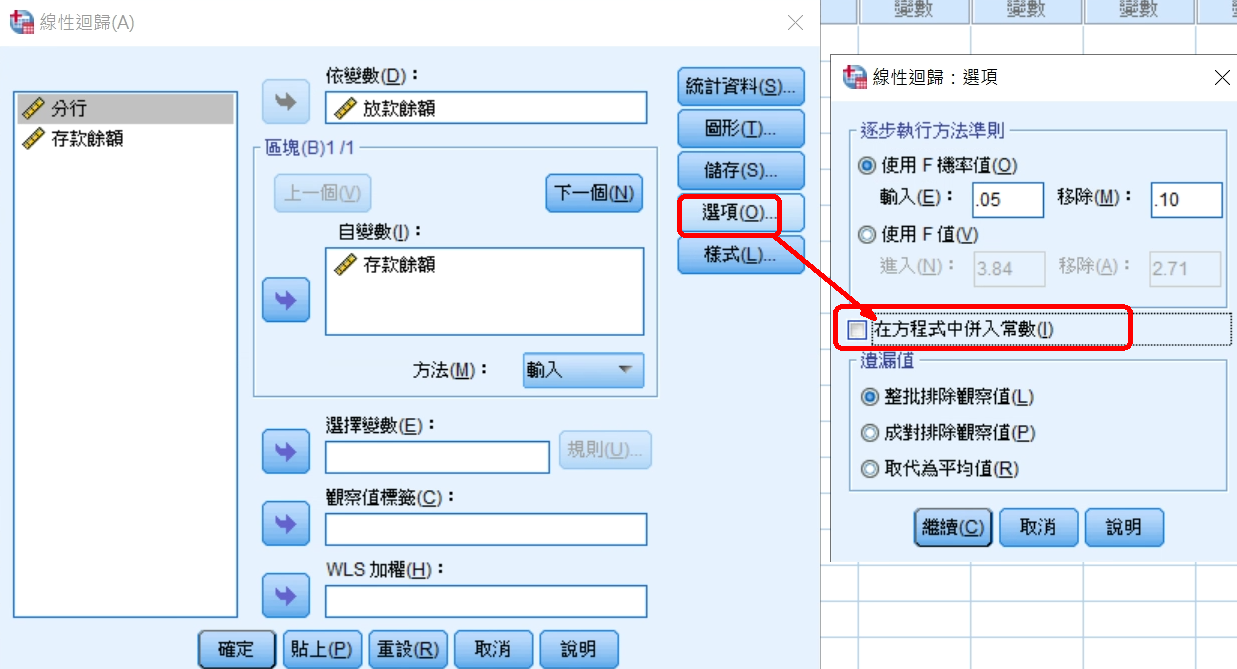 線性迴歸(A)
分行
存款餘額
依變數(D)：
放款餘額
區塊(B)1 /1
上一個(V)
下一個(N)
自變數(I)：
存款餘額
方法(M)：
輸入
選擇變數(E)：
規則(U)...
觀察值標籤(C)：
WLS 加權(H)：
統計資料(S)...
圖形(T)...
儲存(S)...
選項(O)...
樣式(L)...
確定
貼上(P)
重設(R)
取消
說明
變數
變數
變數
線性迴歸：選項
逐步執行方法準則
使用 F 機率值(O)
輸入(E)：
.05
移除(M)：
.10
使用 F 值(V)
進入(N)：
3.84
移除(A)：
2.71
在方程式中併入常數(I)
遺漏值
整批排除觀察值(L)
成對排除觀察值(P)
取代為平均值(R)
繼續(C)
取消
說明